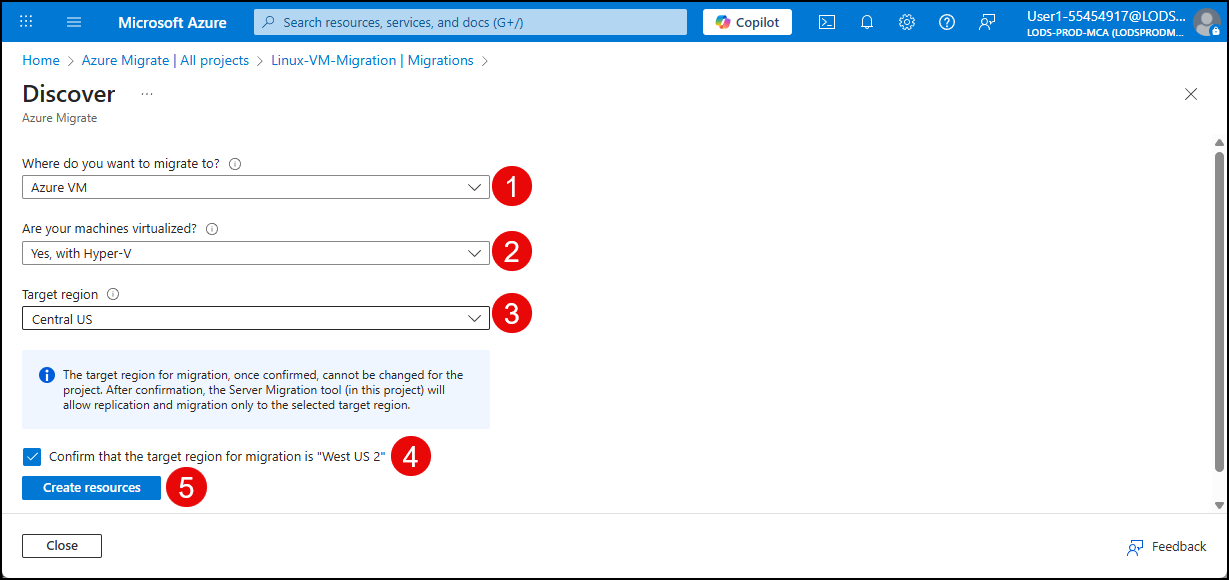 Microsoft Azure
Search resources, services, and docs (G+/)
Copilot
User1-55454917@LODS...
LODS-PROD-MCA (LODSPRODM...
Home > Azure Migrate | All projects > Linux-VM-Migration | Migrations >
Discover ...
Azure Migrate
Where do you want to migrate to?
Azure VM
1
Are your machines virtualized?
Yes, with Hyper-V
2
Target region
Central US
3
The target region for migration, once confirmed, cannot be changed for the
project. After confirmation, the Server Migration tool (in this project) will
allow replication and migration only to the selected target region.
Confirm that the target region for migration is "West US 2"
4
Create resources
5
Close
Feedback